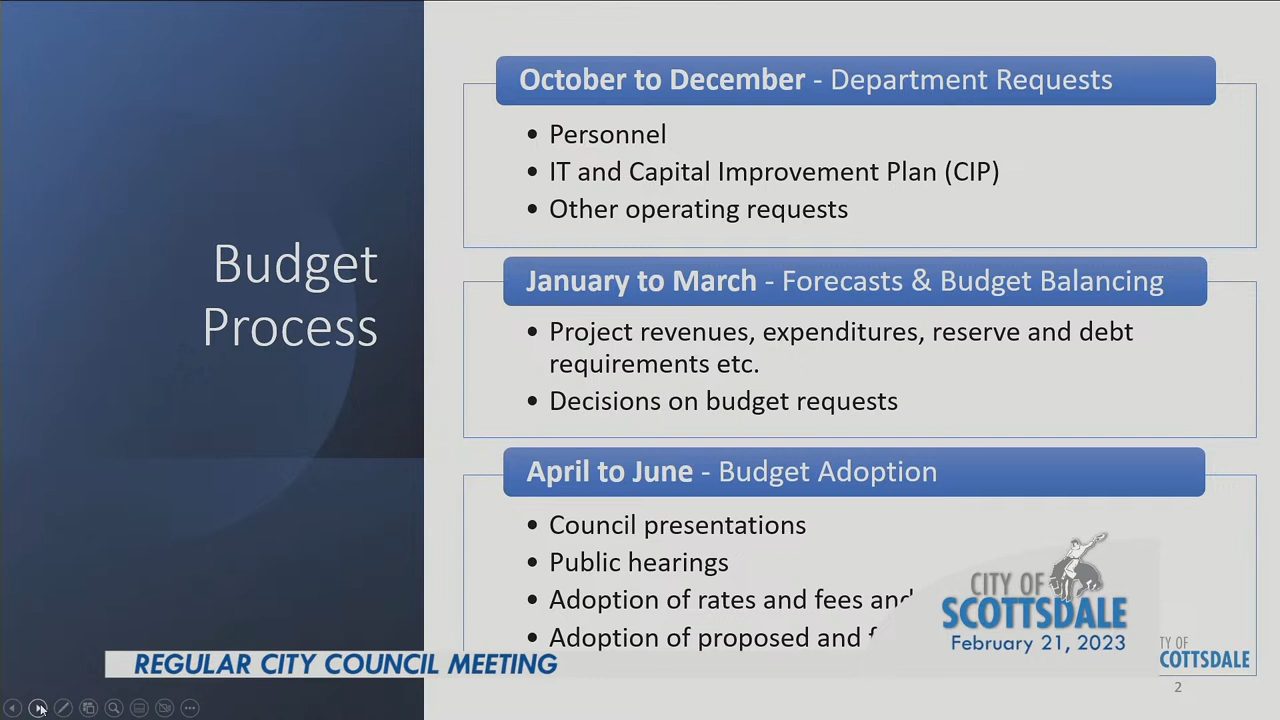 Budget
Process
October to December - Department Requests
• Personnel
• IT and Capital Improvement Plan (CIP)
• Other operating requests
January to March - Forecasts & Budget Balancing
• Project revenues, expenditures, reserve and debt
requirements etc.
• Decisions on budget requests
April to June - Budget Adoption
• Council presentations
• Public hearings
• Adoption of rates and fees and
• Adoption of proposed and
CITY OF
SCOTTSDALE
February 21, 2023
REGULAR CITY COUNCIL MEETING
TY OF
COTTSDALE
2